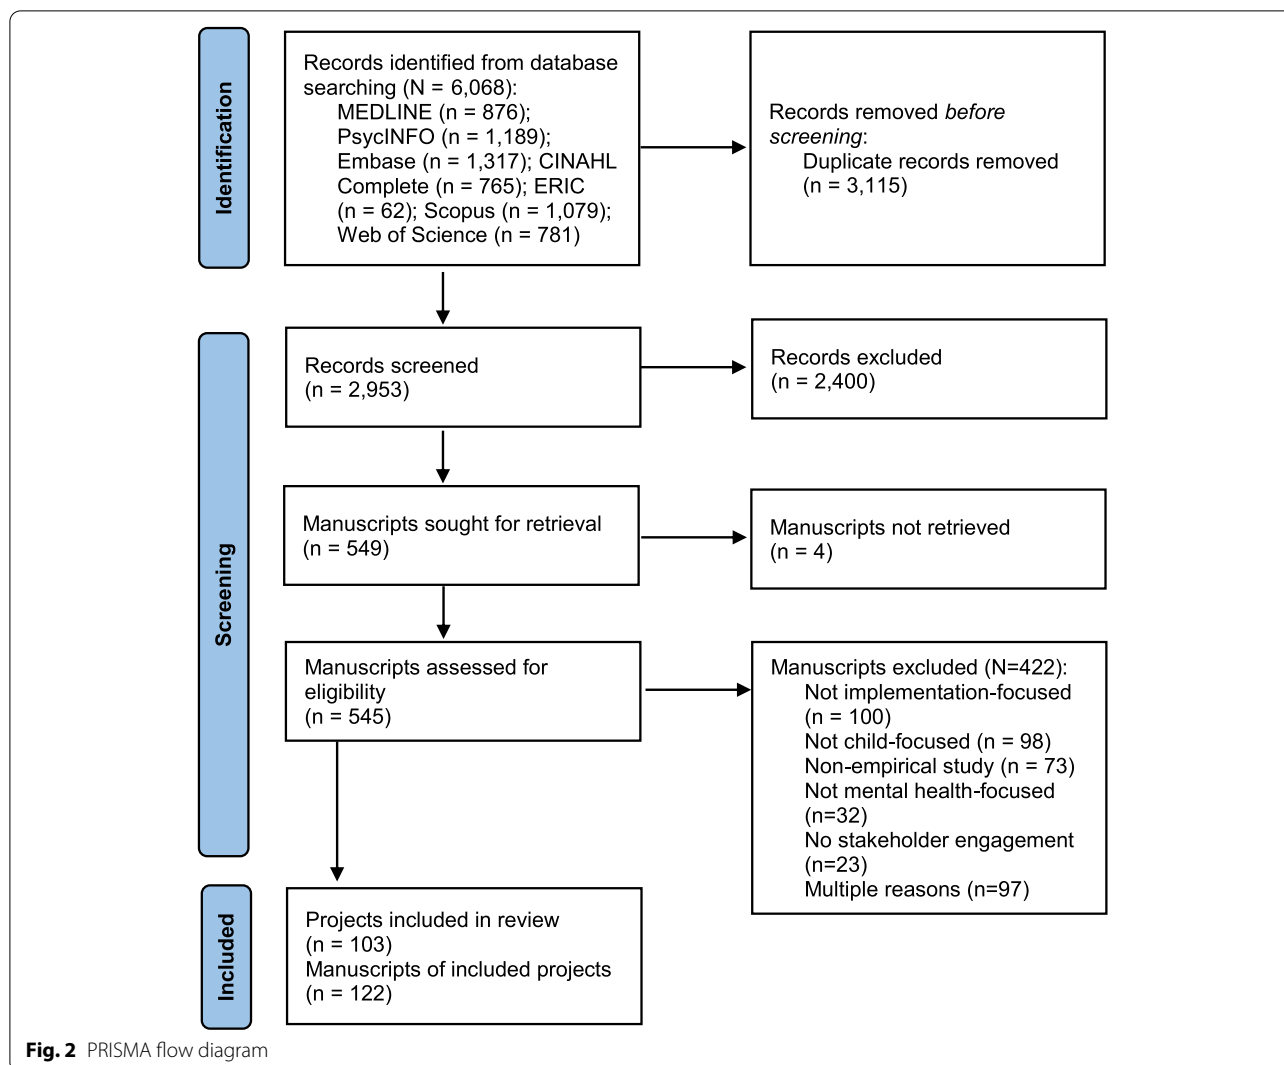 Identification
Records identified from database
searching (N = 6,068):
MEDLINE (n = 876);
PsycINFO (n = 1,189);
Embase (n = 1,317); CINAHL
Complete (n = 765); ERIC
(n = 62); Scopus (n = 1,079);
Web of Science (n = 781)
Records removed before
screening:
Duplicate records removed
(n = 3,115)
Screening
Records screened
(n = 2,953)
Records excluded
(n = 2,400)
Manuscripts sought for retrieval
(n = 549)
Manuscripts not retrieved
(n = 4)
Manuscripts assessed for
eligibility
(n = 545)
Manuscripts excluded (N=422):
Not implementation-focused
(n = 100)
Not child-focused (n = 98)
Non-empirical study (n = 73)
Not mental health-focused
(n=32)
No stakeholder engagement
(n=23)
Multiple reasons (n=97)
Included
Projects included in review
(n = 103)
Manuscripts of included projects
(n = 122)
Fig. 2 PRISMA flow diagram